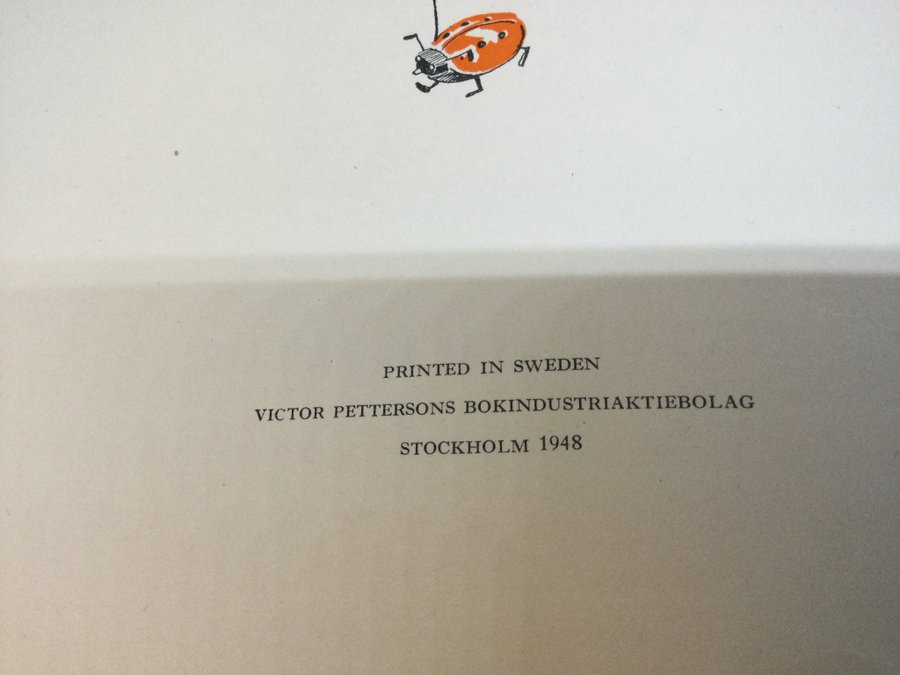 PRINTED IN SWEDEN
VICTOR PETTERSONS BOKINDUSTRIAKTIEBOLAG
STOCKHOLM 1948